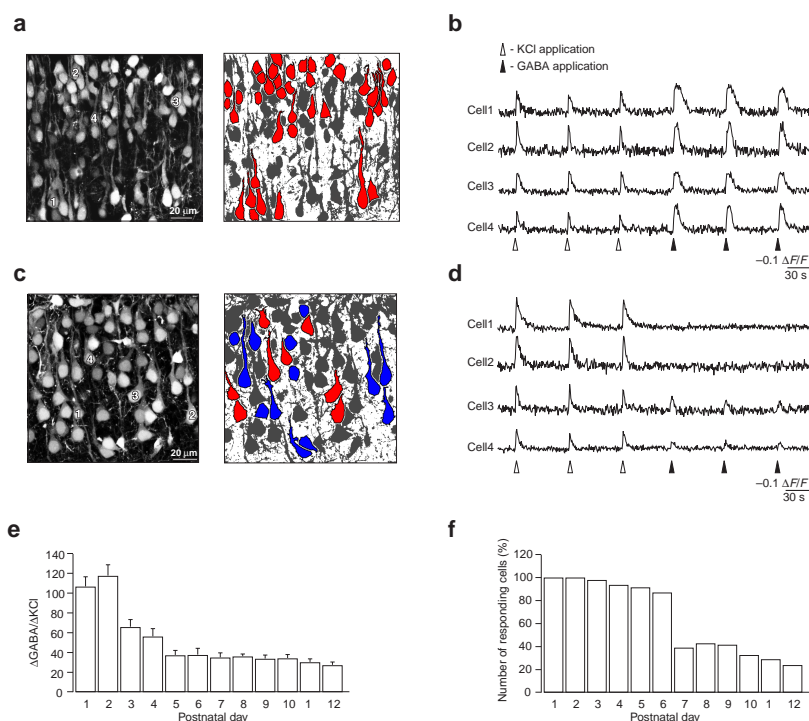 a
2
3
4
1
20 μm
b
- KCl application
- GABA application
Cell1
Cell2
Cell3
Cell4
–0.1 ΔF/F
30 s
c
4
3
1
2
20 μm
d
Cell1
Cell2
Cell3
Cell4
–0.1 ΔF/F
30 s
e
ΔGABA/ΔKCl
140
120
100
80
60
40
20
0
1 2 3 4 5 6 7 8 9 10 1 12
Postnatal day
f
Number of responding cells (%)
120
100
80
60
40
20
0
1 2 3 4 5 6 7 8 9 10 1 12
Postnatal day